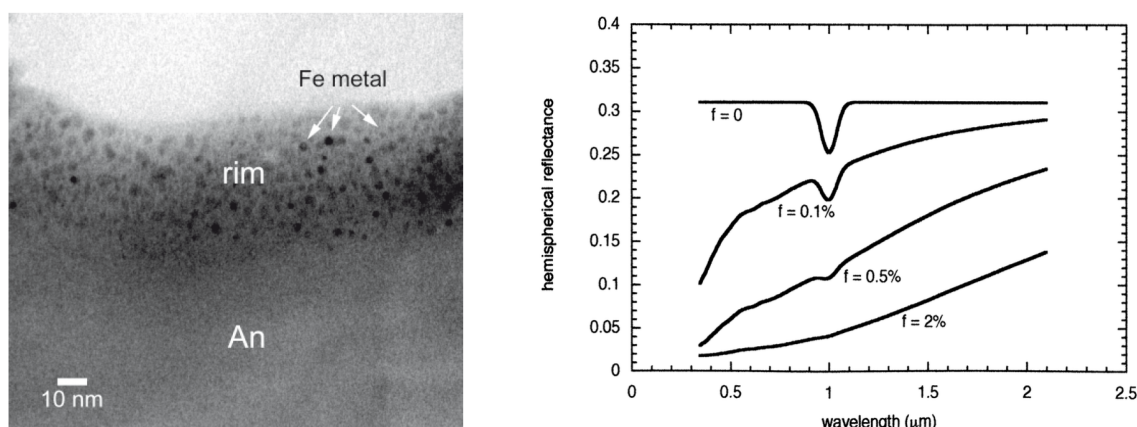 Fe metal
rim
An
10 nm
0.4
0.35
0.3
0.25
0.2
0.15
0.1
0.05
0
hemispherical reflectance
f = 0
f = 0.1%
f = 0.5%
f = 2%
0
0.5
1
1.5
2
2.5
wavelength (μm)